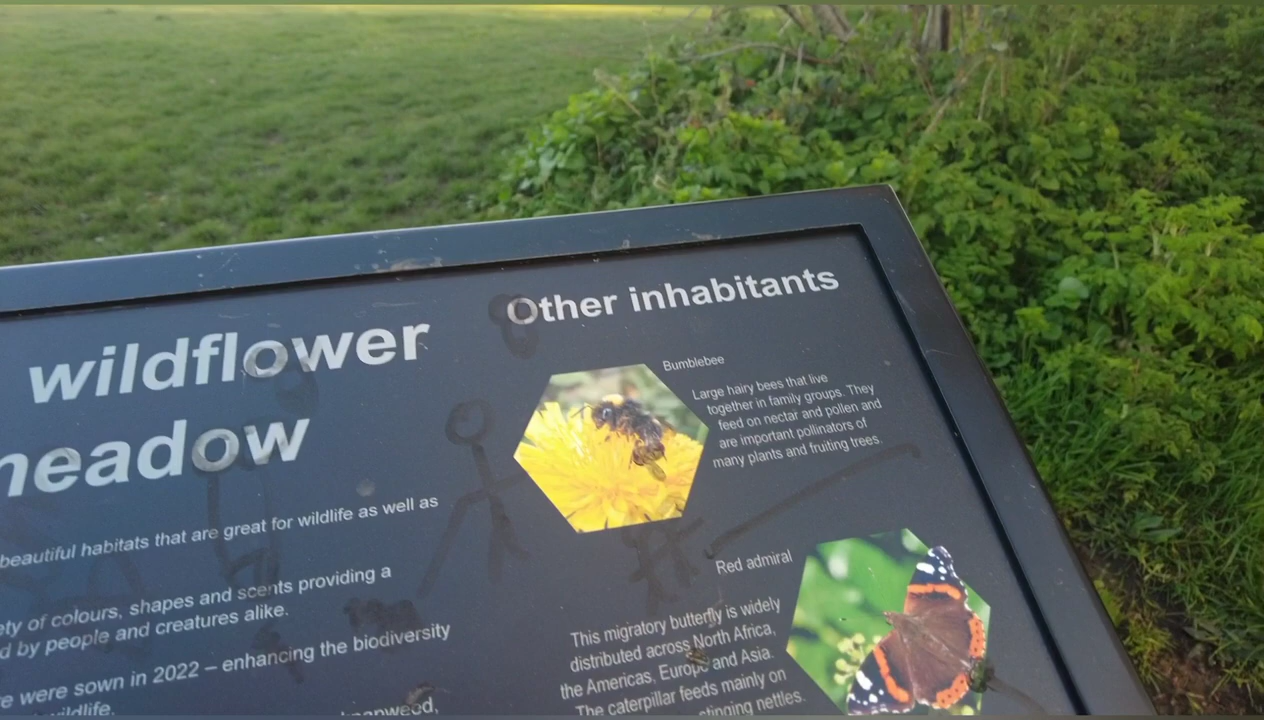 wildflower
meadow
beautiful habitats that are great for wildlife as well as
ety of colours, shapes and scents providing a
d by people and creatures alike.
re were sown in 2022 – enhancing the biodiversity
wildlife.
knapweed,
Other inhabitants
Bumblebee
Large hairy bees that live
together in family groups. They
feed on nectar and pollen and
are important pollinators of
many plants and fruiting trees.
Red admiral
This migratory butterfly is widely
distributed across North Africa,
the Americas, Europe and Asia.
The caterpillar feeds mainly on
stinging nettles.